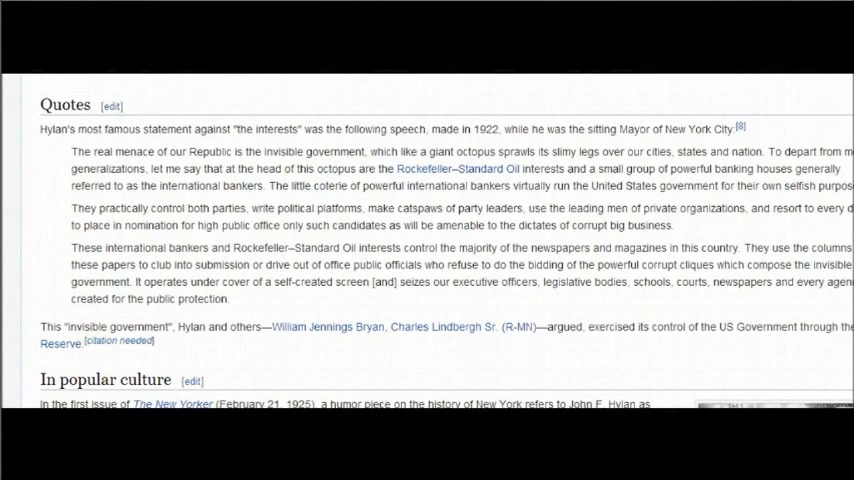 Quotes [edit]
Hylan's most famous statement against "the interests" was the following speech, made in 1922, while he was the sitting Mayor of New York City:[8]
The real menace of our Republic is the invisible government, which like a giant octopus sprawls its slimy legs over our cities, states and nation. To depart from m
generalizations, let me say that at the head of this octopus are the Rockefeller–Standard Oil interests and a small group of powerful banking houses generally
referred to as the international bankers. The little coterie of powerful international bankers virtually run the United States government for their own selfish purpos
They practically control both parties, write political platforms, make catspaws of party leaders, use the leading men of private organizations, and resort to every d
to place in nomination for high public office only such candidates as will be amenable to the dictates of corrupt big business.
These international bankers and Rockefeller–Standard Oil interests control the majority of the newspapers and magazines in this country. They use the columns
these papers to club into submission or drive out of office public officials who refuse to do the bidding of the powerful corrupt cliques which compose the invisible
government. It operates under cover of a self-created screen [and] seizes our executive officers, legislative bodies, schools, courts, newspapers and every agen
created for the public protection.
This "invisible government", Hylan and others—William Jennings Bryan, Charles Lindbergh Sr. (R-MN)—argued, exercised its control of the US Government through the
Reserve.[citation needed]
In popular culture [edit]
In the first issue of The New Yorker (February 21, 1925), a humor piece on the history of New York refers to John F. Hylan as